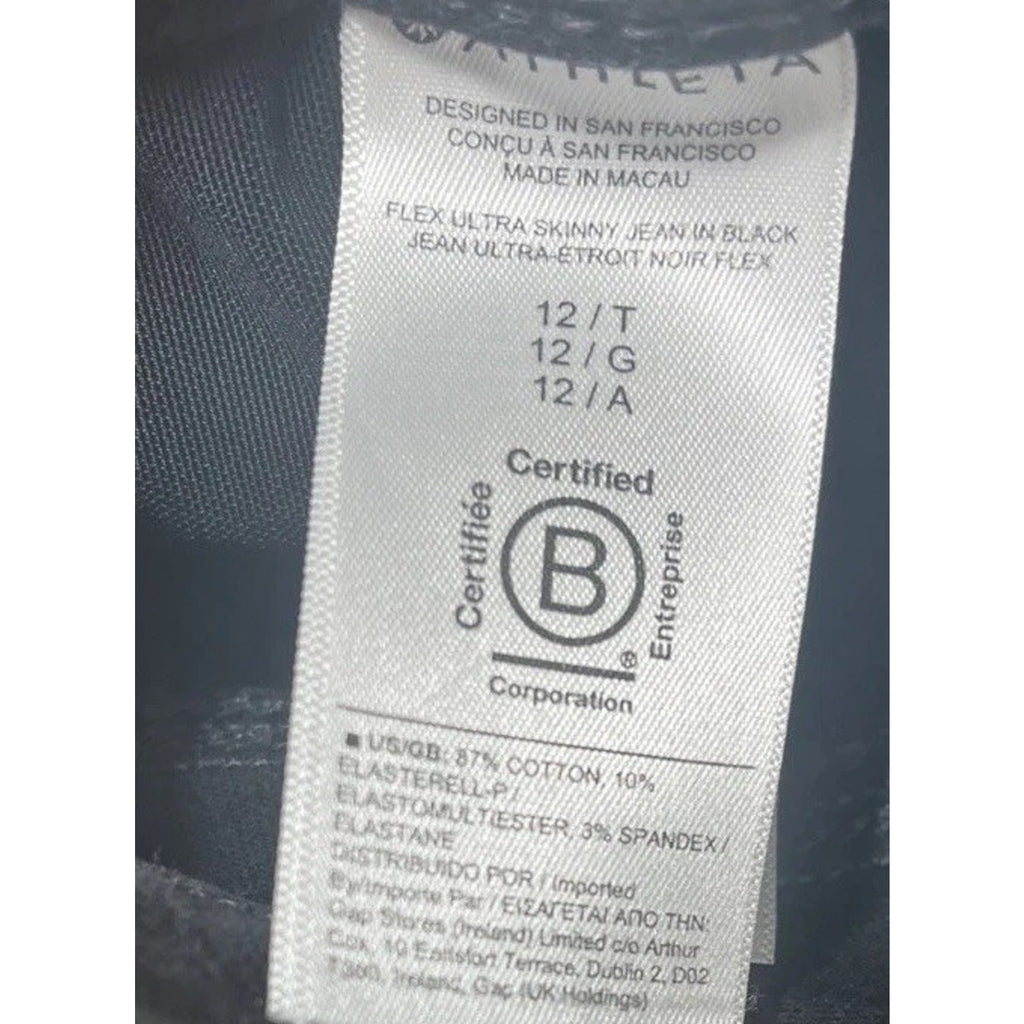 ATHLETA
DESIGNED IN SAN FRANCISCO
CONÇU À SAN FRANCISCO
MADE IN MACAU
FLEX ULTRA SKINNY JEAN IN BLACK
JEAN ULTRA-ÉTROIT NOIR FLEX
12 / T
12 / G
12 / A
Certified
Certifiée
B
Entreprise
®
Corporation
■ US/GB: 87% COTTON, 10%
ELASTERELL-P /
ELASTOMULTIESTER, 3% SPANDEX /
ELASTANE
DISTRIBUIDO POR / Imported
By/Importe Par / ΕΙΣΑΓΕΤΑΙ ΑΠΟ ΤΗΝ:
Gap Stores (Ireland) Limited c/o Arthur
Cox, 10 Earlsfort Terrace, Dublin 2, D02
T380, Ireland, Gap (UK Holdings)